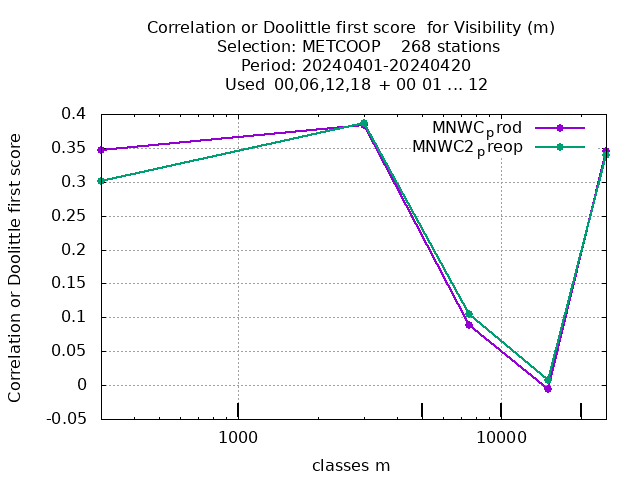 Correlation or Doolittle first score  for Visibility (m)
Selection: METCOOP    268 stations
Period: 20240401-20240420
Used  00,06,12,18 + 00 01 ... 12
Correlation or Doolittle first score
0.4
0.35
0.3
0.25
0.2
0.15
0.1
0.05
0
-0.05
MNWCprod
MNWC2preop
1000
10000
classes m